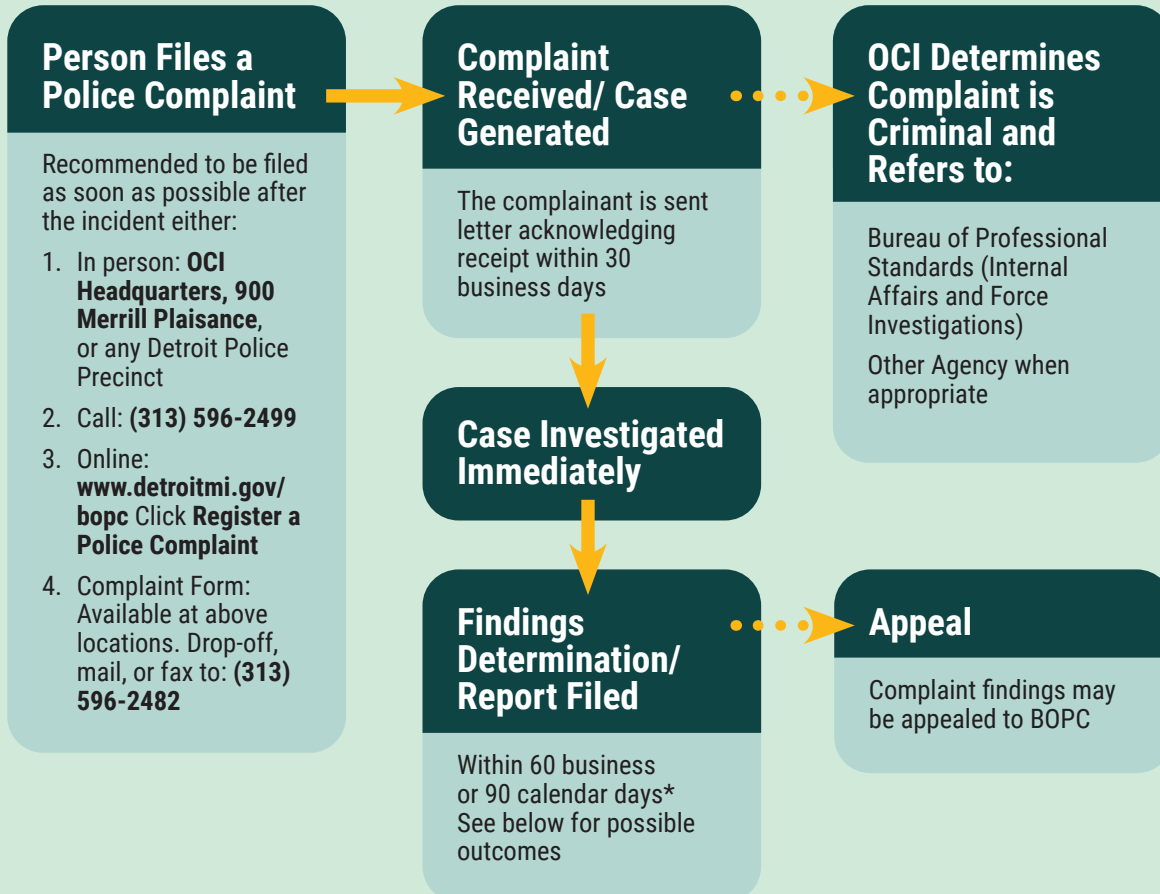 Person Files a
Police Complaint
Recommended to be filed
as soon as possible after
the incident either:
1. In person: OCI
Headquarters, 900
Merrill Plaisance,
or any Detroit Police
Precinct
2. Call: (313) 596-2499
3. Online:
www.detroitmi.gov/
bopc Click Register a
Police Complaint
4. Complaint Form:
Available at above
locations. Drop-off,
mail, or fax to: (313)
596-2482
Complaint
Received/ Case
Generated
The complainant is sent
letter acknowledging
receipt within 30
business days
OCI Determines
Complaint is
Criminal and
Refers to:
Bureau of Professional
Standards (Internal
Affairs and Force
Investigations)
Other Agency when
appropriate
Case Investigated
Immediately
Findings
Determination/
Report Filed
Within 60 business
or 90 calendar days*
See below for possible
outcomes
Appeal
Complaint findings may
be appealed to BOPC